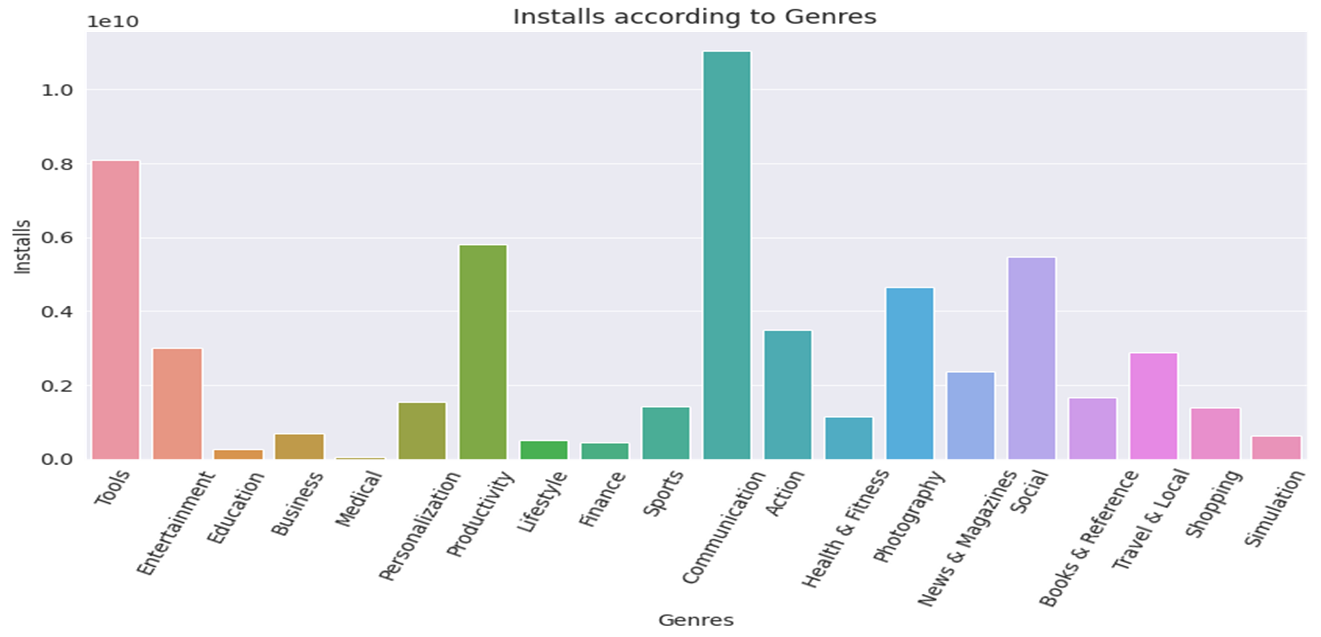 Installs according to Genres
1e10
1.0
0.8
0.6
0.4
0.2
0.0
Installs
Tools
Entertainment
Education
Business
Medical
Personalization
Productivity
Lifestyle
Finance
Sports
Communication
Action
Health & Fitness
Photography
News & Magazines
Social
Books & Reference
Travel & Local
Shopping
Simulation
Genres